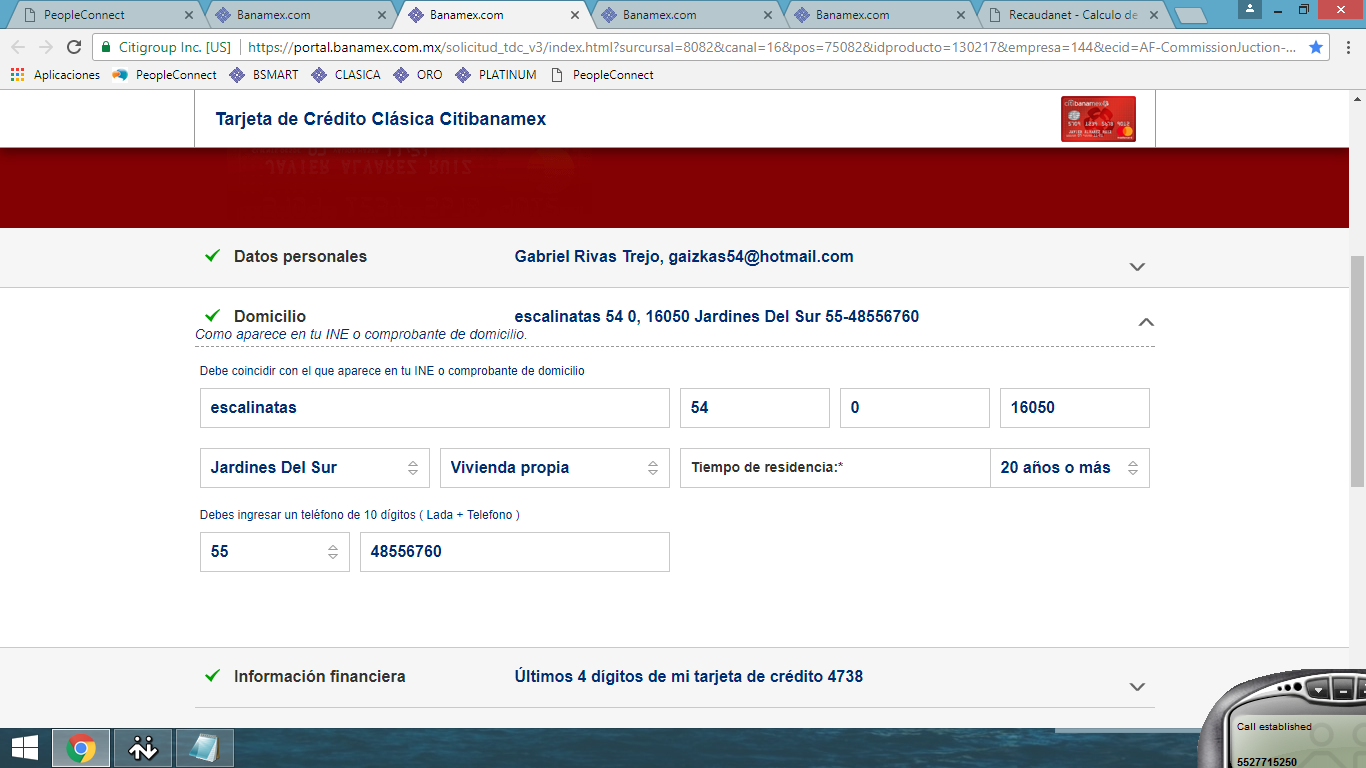 PeopleConnect
Banamex.com
Banamex.com
Banamex.com
Banamex.com
Recaudanet - Calculo de
Citigroup Inc. [US]
https://portal.banamex.com.mx/solicitud_tdc_v3/index.html?surcursal=8082&canal=16&pos=75082&idproducto=130217&empresa=144&ecid=AF-CommissionJuction-...
Aplicaciones
PeopleConnect
BSMART
CLASICA
ORO
PLATINUM
PeopleConnect
Tarjeta de Crédito Clásica Citibanamex
citibanamex
JAVIER ALVAREZ RUIZ
Datos personales
Gabriel Rivas Trejo, gaizkas54@hotmail.com
Domicilio
escalinatas 54 0, 16050 Jardines Del Sur 55-48556760
Como aparece en tu INE o comprobante de domicilio.
Debe coincidir con el que aparece en tu INE o comprobante de domicilio
escalinatas
54
0
16050
Jardines Del Sur
Vivienda propia
Tiempo de residencia:*
20 años o más
Debes ingresar un teléfono de 10 dígitos ( Lada + Telefono )
55
48556760
Información financiera
Últimos 4 dígitos de mi tarjeta de crédito 4738
Call established
5527715250